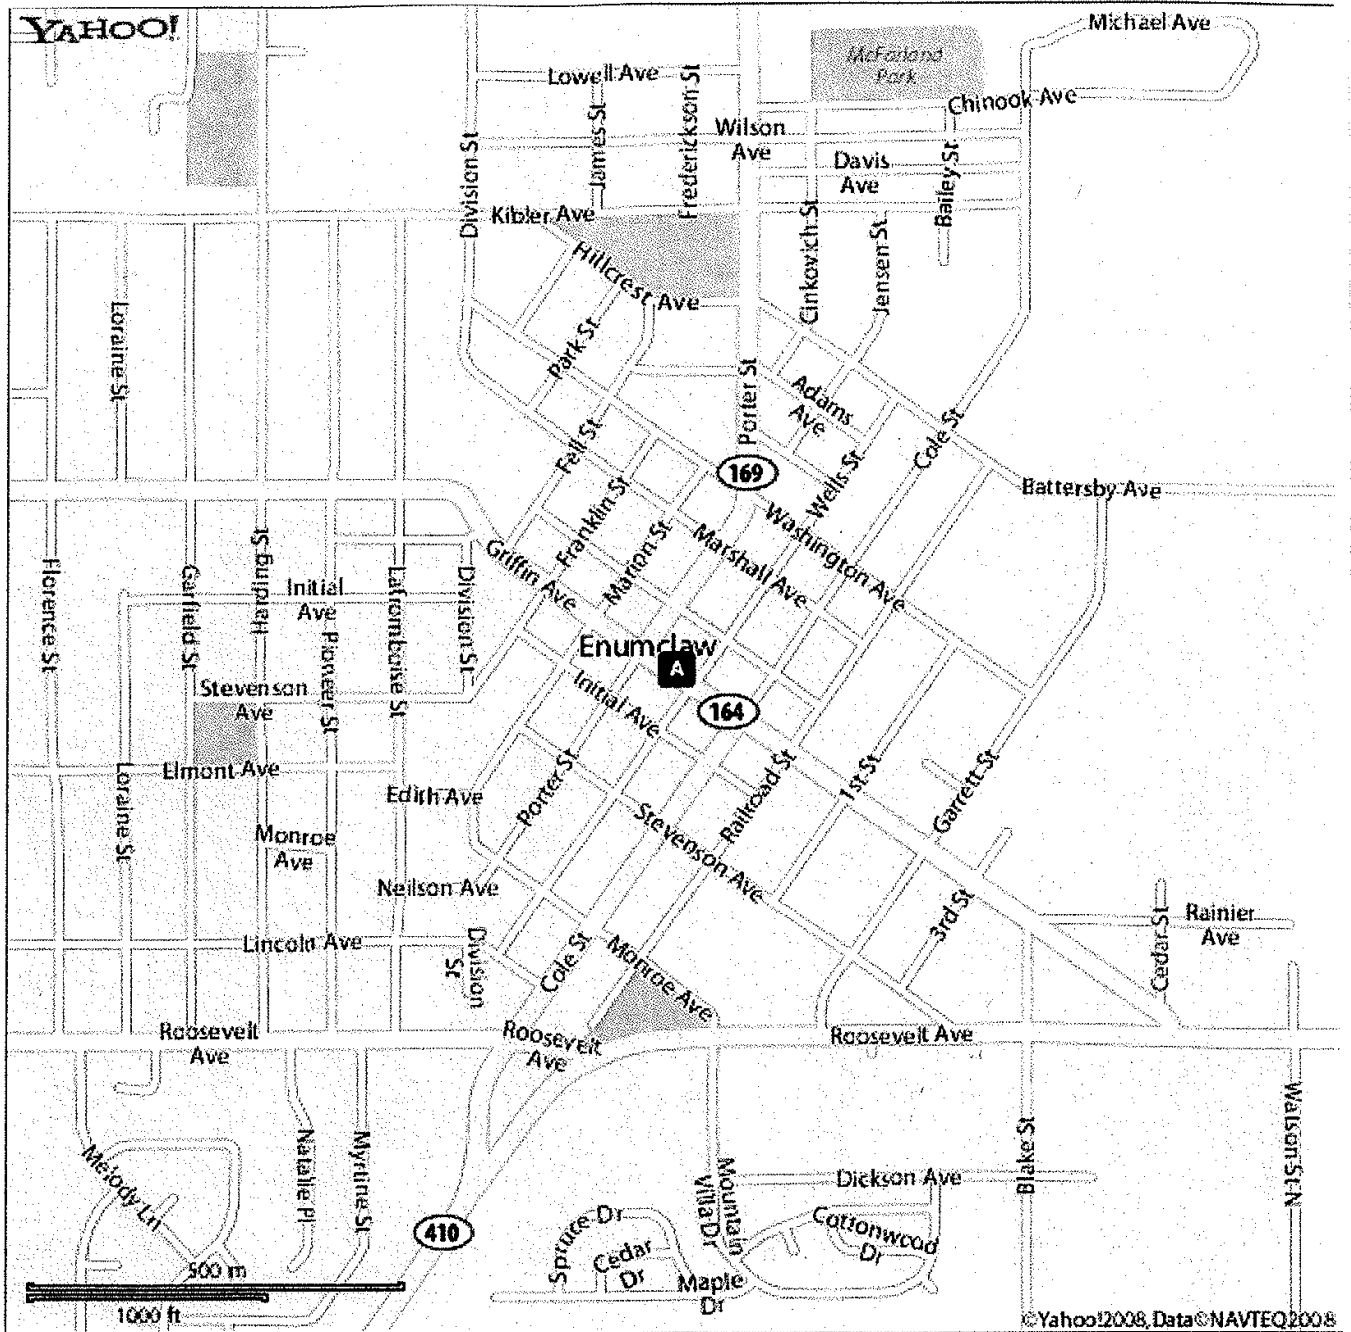 YAHOO!
Michael Ave
McFarland
Park
Lowell Ave
Frederickson St
James St
Chinook Ave
Wilson
Ave
Davis
Ave
Bailey St
Division St
Kibler Ave
Cinkovich St
Jensen St
Hillcrest Ave
Loraine St
Park St
Porter St
Adams
Ave
Cole St
Fell St
169
Wells St
Battersby Ave
Franklin St
Marion St
Washington Ave
Marshall Ave
Griffin Ave
Florence St
Garfield St
Harding St
Initial
Ave
Pioneer St
Lafromboise St
Division St
Enumclaw
A
Stevenson
Ave
Initial Ave
164
Elmont Ave
Loraine St
Edith Ave
Porter St
Railroad St
1st St
Garrett St
Monroe
Ave
Stevenson Ave
Neilson Ave
3rd St
Rainier
Ave
Cedar St
Lincoln Ave
Division
St
Cole St
Monroe Ave
Roosevelt
Ave
Roosevelt
Ave
Roosevelt Ave
Melody Ln
Natalie Pl
Myrtine St
Mountain
Villa Dr
Dickson Ave
Blake St
Watson St N
410
Spruce Dr
Cedar
Dr
Cottonwood
Dr
Maple
Dr
500 m
1000 ft
©Yahoo!2008, Data©NAVTEQ2008